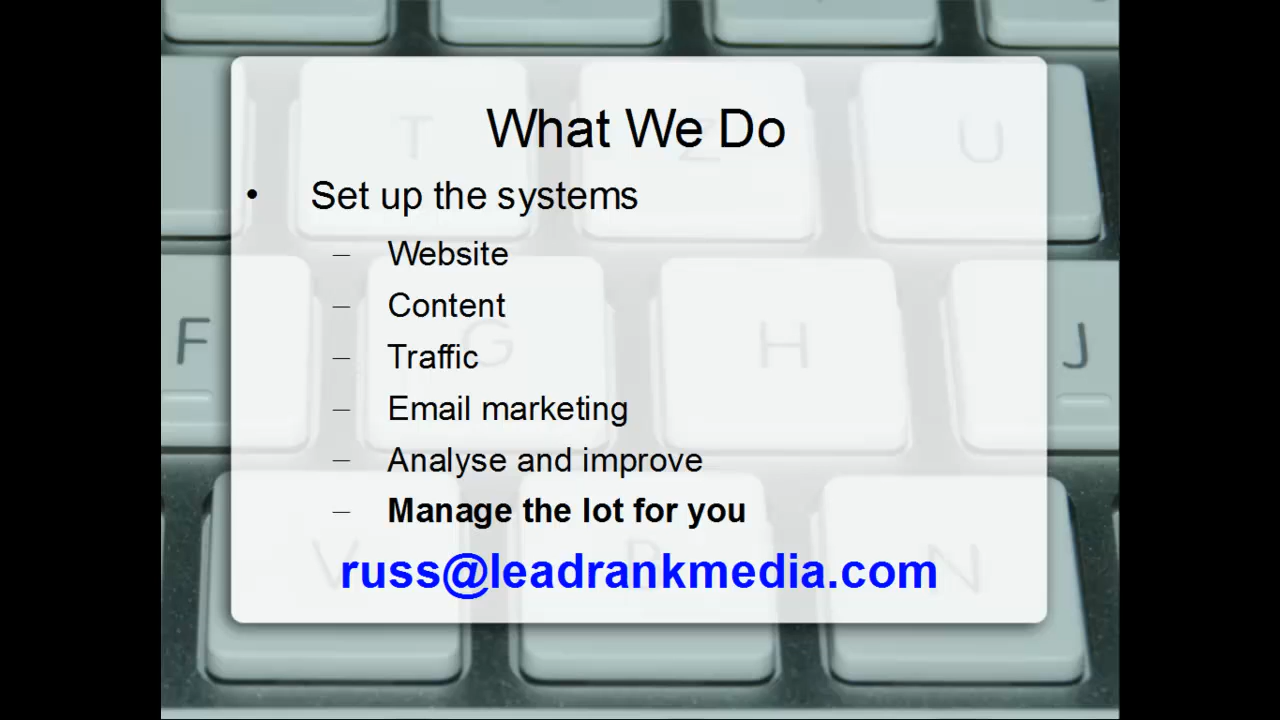 What We Do
• Set up the systems
– Website
– Content
– Traffic
– Email marketing
– Analyse and improve
– Manage the lot for you
russ@leadrankmedia.com
T Z U
F G H J
V B N